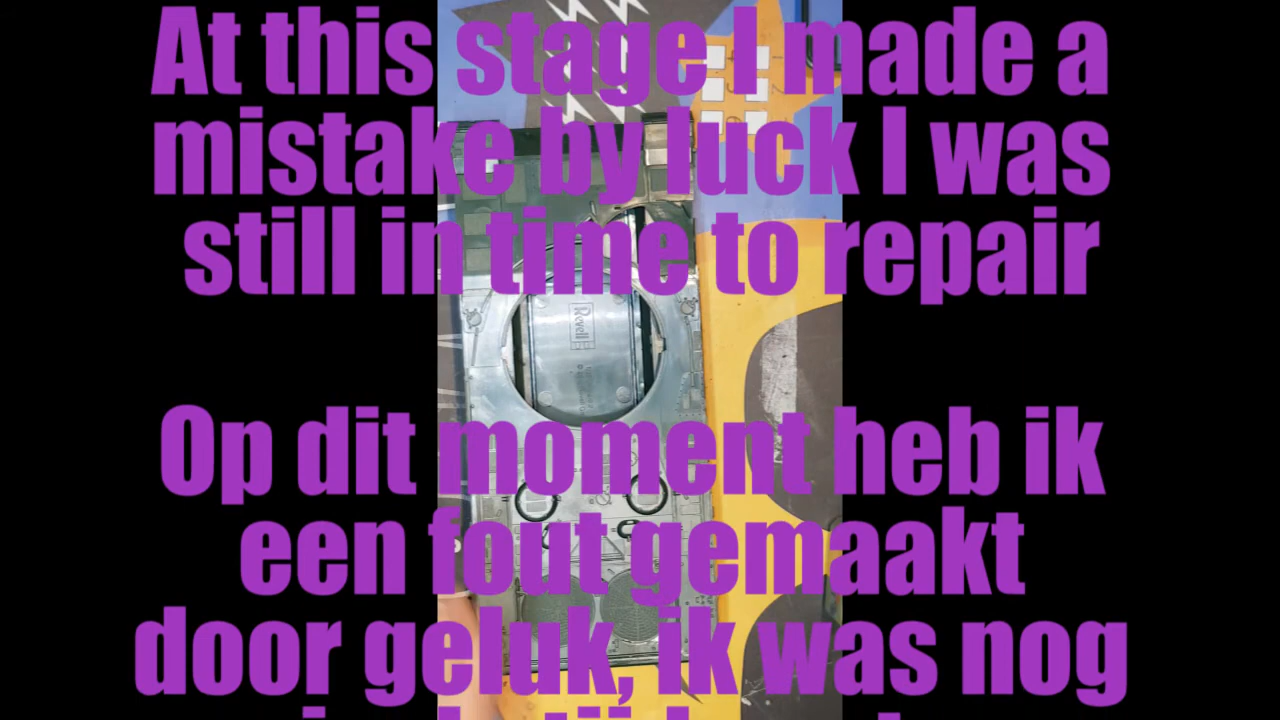 At this stage I made a
mistake by luck I was
still in time to repair
Revell
Op dit moment heb ik
een fout gemaakt
door geluk, ik was nog